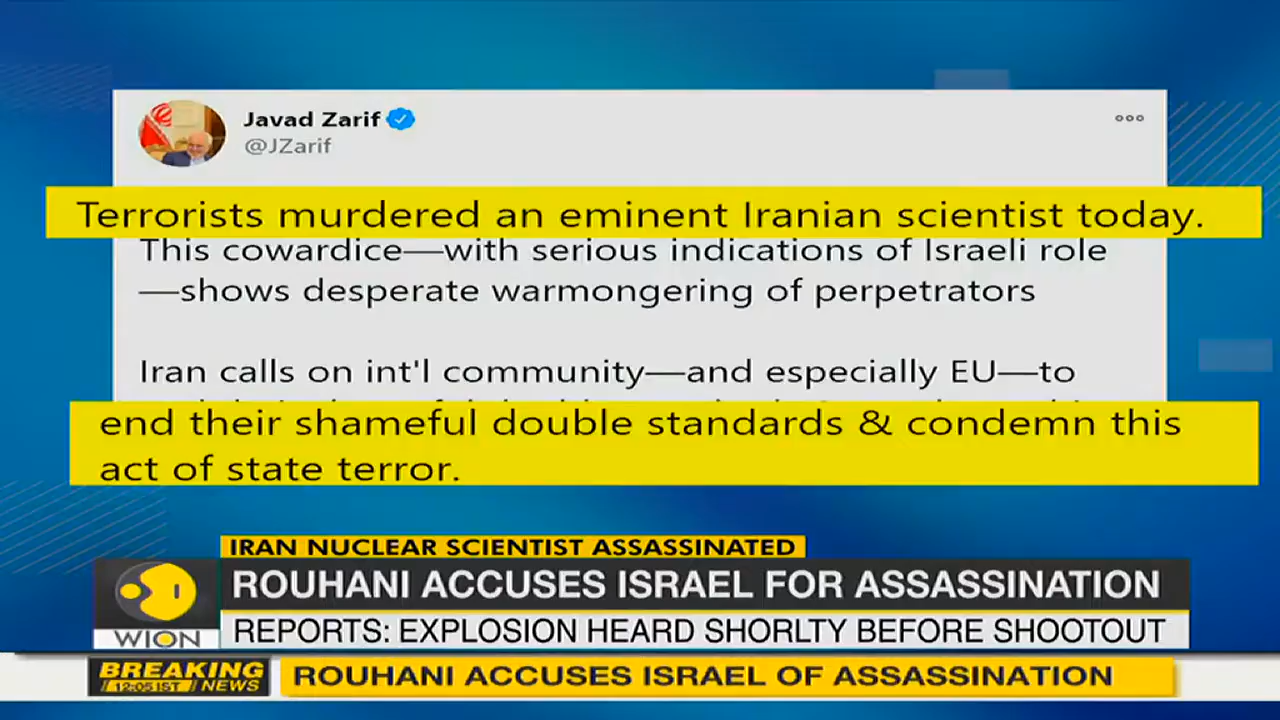 Javad Zarif
@JZarif
Terrorists murdered an eminent Iranian scientist today.
This cowardice—with serious indications of Israeli role
—shows desperate warmongering of perpetrators
Iran calls on int'l community—and especially EU—to
end their shameful double standards & condemn this
act of state terror.
IRAN NUCLEAR SCIENTIST ASSASSINATED
ROUHANI ACCUSES ISRAEL FOR ASSASSINATION
WION
REPORTS: EXPLOSION HEARD SHORLTY BEFORE SHOOTOUT
BREAKING
12:05 IST NEWS
ROUHANI ACCUSES ISRAEL OF ASSASSINATION